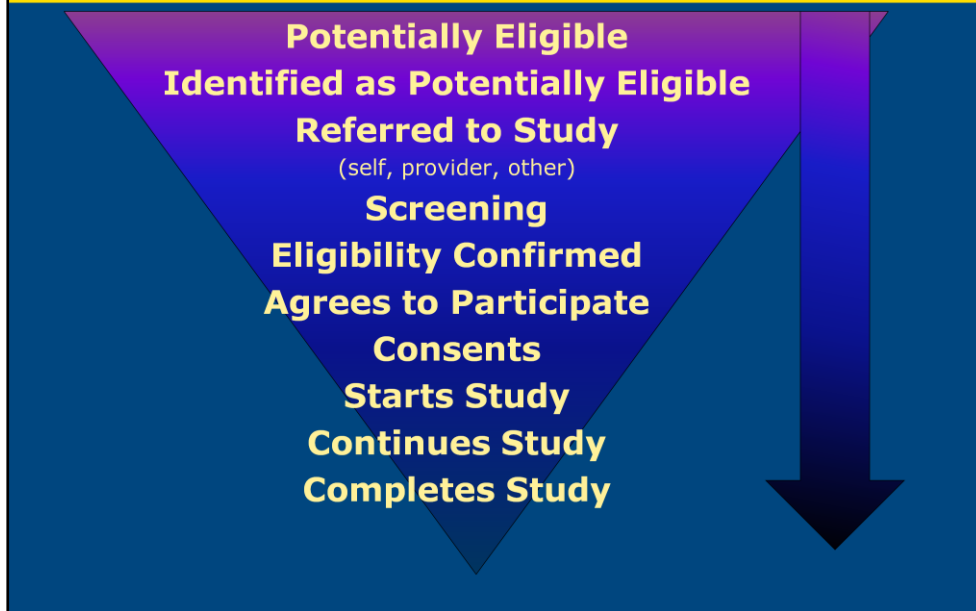 Potentially Eligible
Identified as Potentially Eligible
Referred to Study
(self, provider, other)
Screening
Eligibility Confirmed
Agrees to Participate
Consents
Starts Study
Continues Study
Completes Study